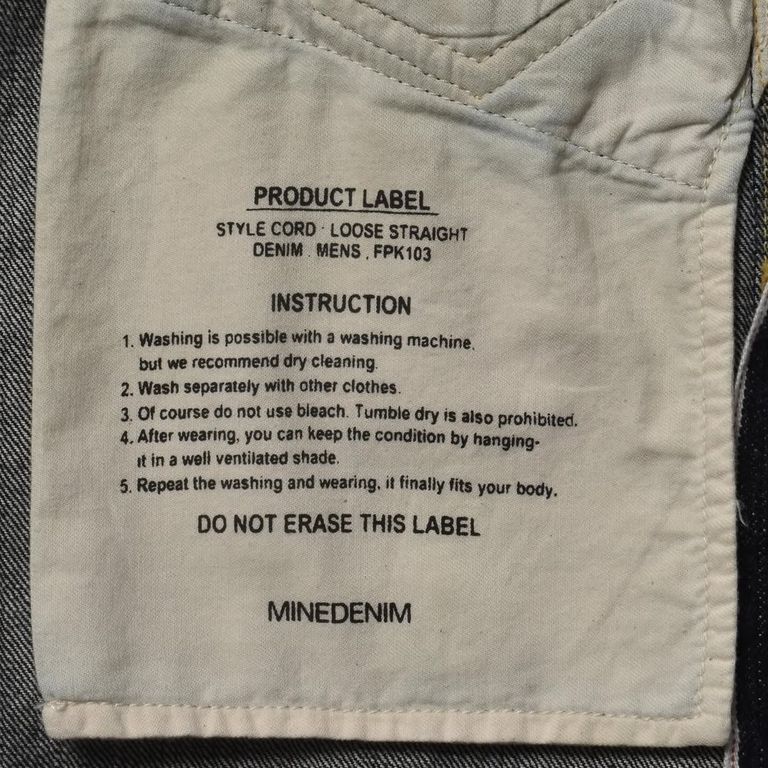 PRODUCT LABEL
STYLE CORD · LOOSE STRAIGHT
DENIM . MENS . FPK103
INSTRUCTION
1. Washing is possible with a washing machine,
but we recommend dry cleaning.
2. Wash separately with other clothes.
3. Of course do not use bleach. Tumble dry is also prohibited.
4. After wearing, you can keep the condition by hanging-
it in a well ventilated shade.
5. Repeat the washing and wearing, it finally fits your body.
DO NOT ERASE THIS LABEL
MINEDENIM